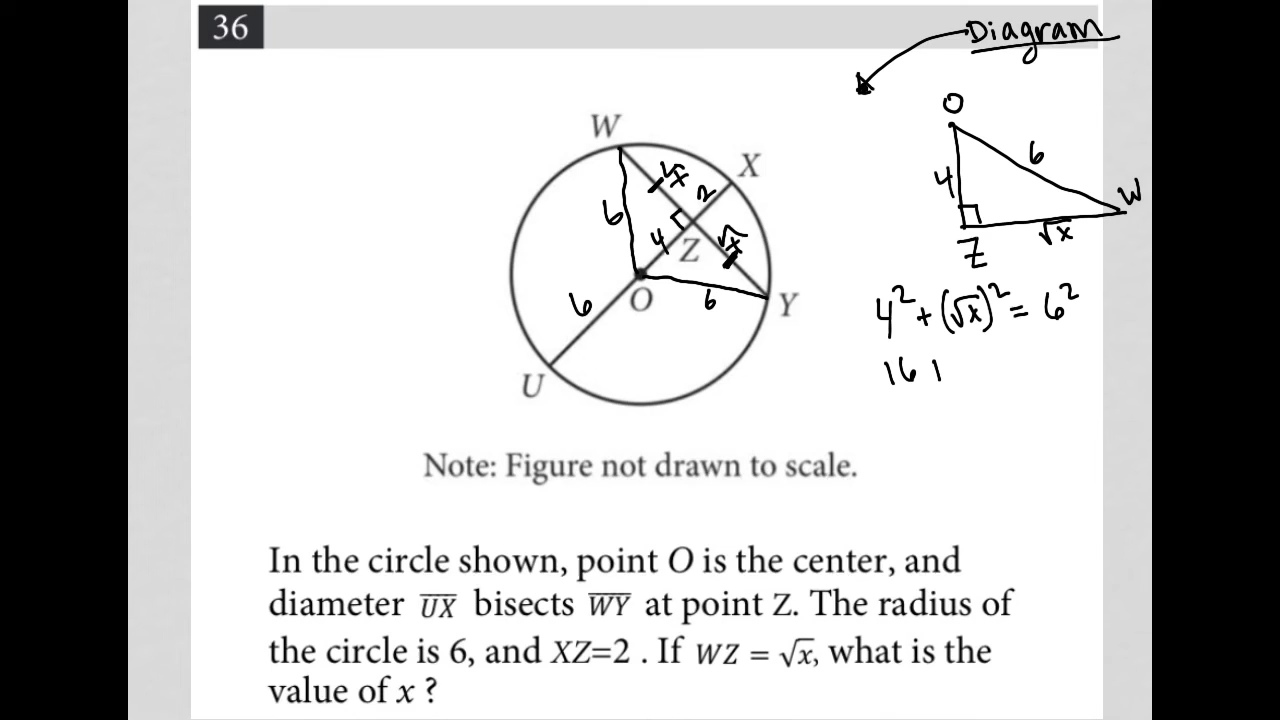 36
Diagram
W
X
√x
2
6
4
Z
√x
O
6
Y
6
U
O
4
6
W
Z
√x
4² + (√x)² = 6²
16 1
Note: Figure not drawn to scale.
In the circle shown, point O is the center, and
diameter UX bisects WY at point Z. The radius of
the circle is 6, and XZ=2 . If WZ = √x, what is the
value of x ?